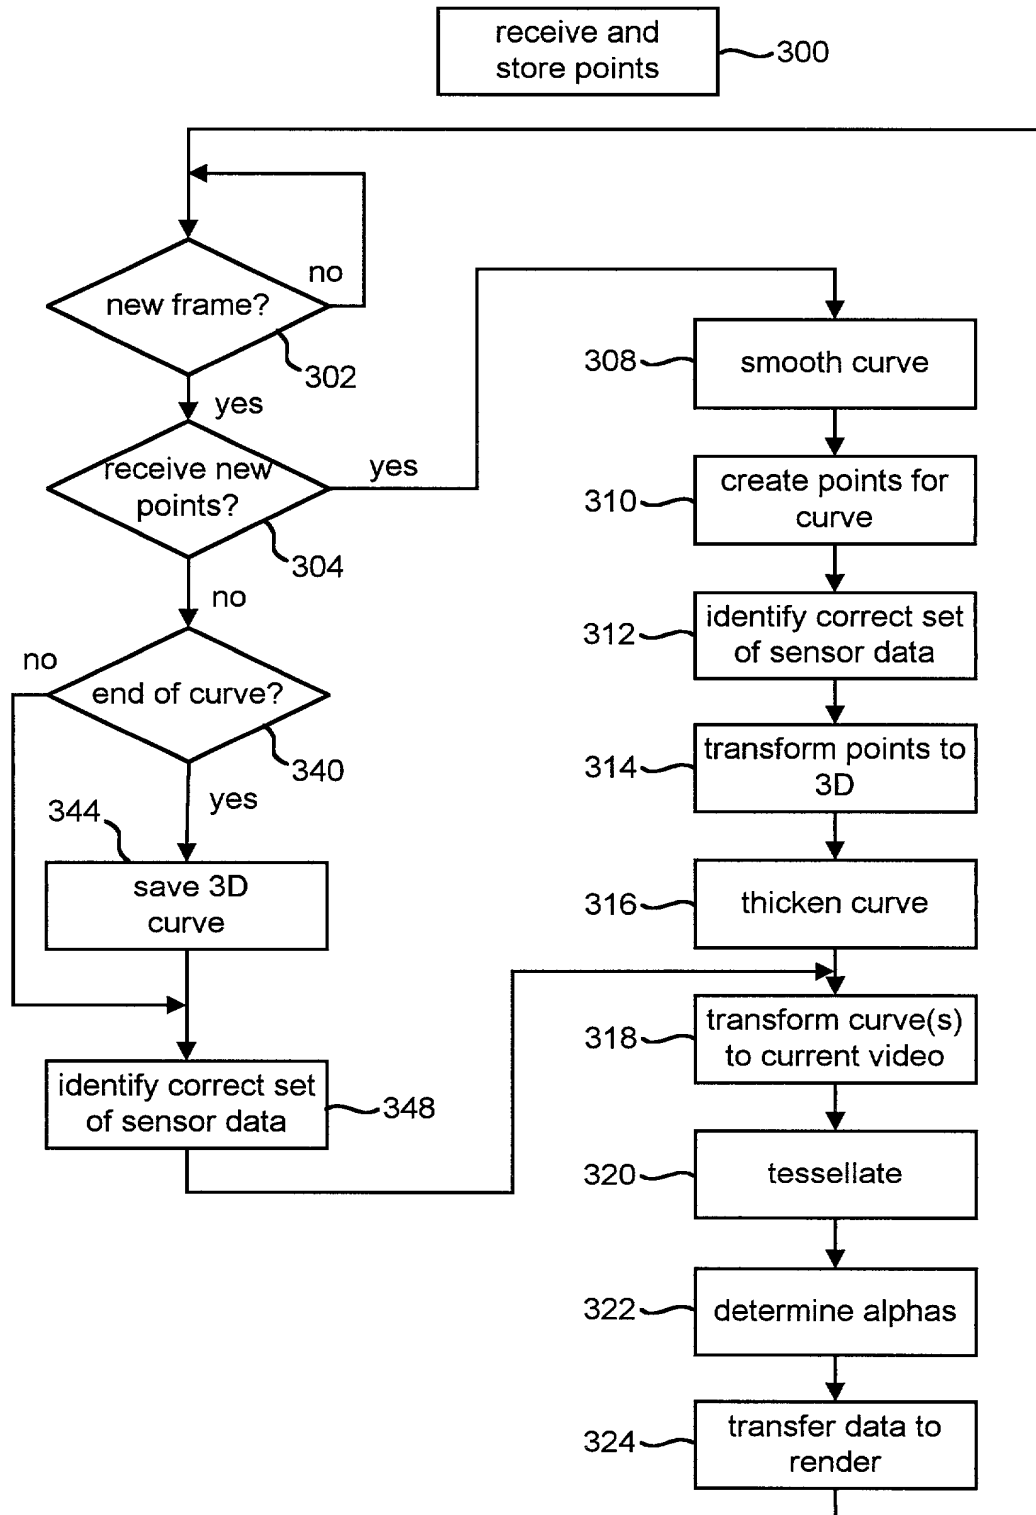 receive and
store points
300
new frame?
no
302
yes
receive new
points?
yes
304
no
end of curve?
no
340
yes
344
save 3D
curve
identify correct set
of sensor data
348
308
smooth curve
310
create points for
curve
312
identify correct set
of sensor data
314
transform points to
3D
316
thicken curve
318
transform curve(s)
to current video
320
tessellate
322
determine alphas
324
transfer data to
render